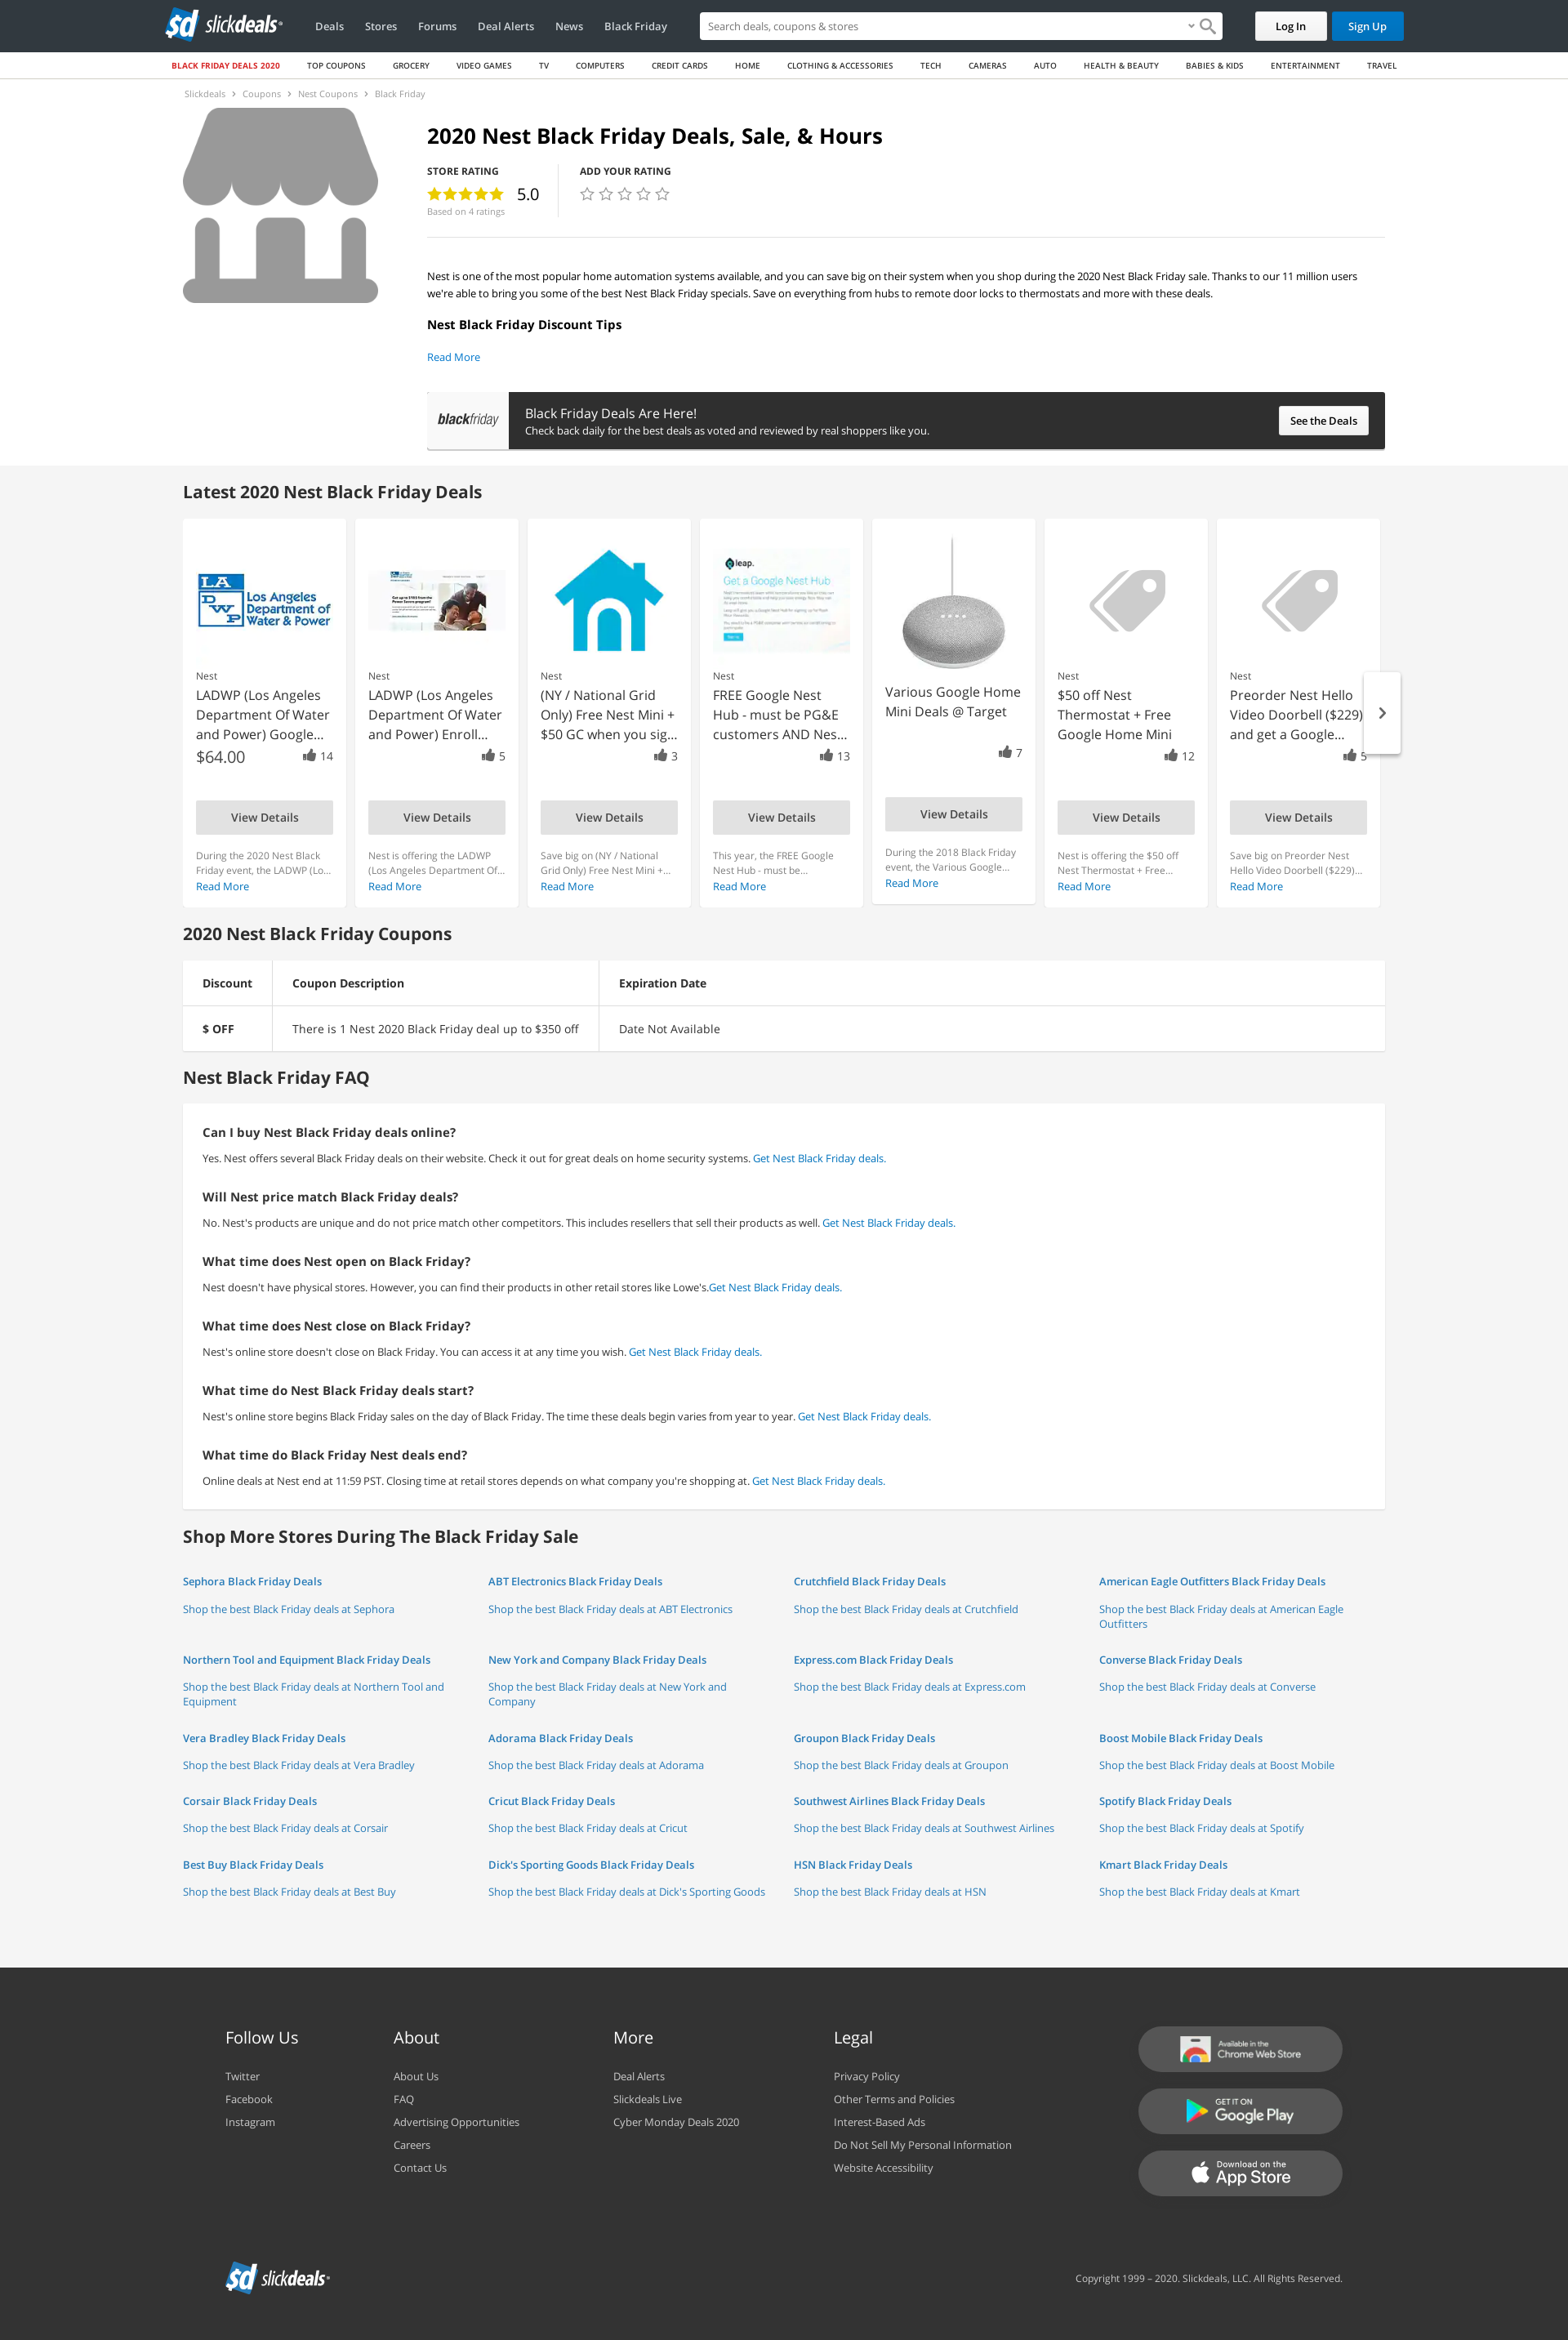 slickdeals
Deals
Stores
Forums
Deal Alerts
News
Black Friday
Search deals, coupons & stores
Log In
Sign Up
BLACK FRIDAY DEALS 2020
TOP COUPONS
GROCERY
VIDEO GAMES
TV
COMPUTERS
CREDIT CARDS
HOME
CLOTHING & ACCESSORIES
TECH
CAMERAS
AUTO
HEALTH & BEAUTY
BABIES & KIDS
ENTERTAINMENT
TRAVEL
Slickdeals > Coupons > Nest Coupons > Black Friday
2020 Nest Black Friday Deals, Sale, & Hours
STORE RATING
5.0
Based on 4 ratings
ADD YOUR RATING
Nest is one of the most popular home automation systems available, and you can save big on their system when you shop during the 2020 Nest Black Friday sale. Thanks to our 11 million users
we're able to bring you some of the best Nest Black Friday specials. Save on everything from hubs to remote door locks to thermostats and more with these deals.
Nest Black Friday Discount Tips
Read More
blackfriday
Black Friday Deals Are Here!
Check back daily for the best deals as voted and reviewed by real shoppers like you.
See the Deals
Latest 2020 Nest Black Friday Deals
LA
DWP
Los Angeles
Department of
Water & Power
Nest
LADWP (Los Angeles
Department Of Water
and Power) Google...
$64.00
14
View Details
During the 2020 Nest Black
Friday event, the LADWP (Lo...
Read More
Nest
LADWP (Los Angeles
Department Of Water
and Power) Enroll...
5
View Details
Nest is offering the LADWP
(Los Angeles Department Of...
Read More
Nest
(NY / National Grid
Only) Free Nest Mini +
$50 GC when you sig...
3
View Details
Save big on (NY / National
Grid Only) Free Nest Mini +...
Read More
leap.
Get a Google Nest Hub
Nest
FREE Google Nest
Hub - must be PG&E
customers AND Nes...
13
View Details
This year, the FREE Google
Nest Hub - must be...
Read More
Various Google Home
Mini Deals @ Target
7
View Details
During the 2018 Black Friday
event, the Various Google...
Read More
Nest
$50 off Nest
Thermostat + Free
Google Home Mini
12
View Details
Nest is offering the $50 off
Nest Thermostat + Free...
Read More
Nest
Preorder Nest Hello
Video Doorbell ($229)
and get a Google...
5
View Details
Save big on Preorder Nest
Hello Video Doorbell ($229)...
Read More
2020 Nest Black Friday Coupons
Discount
Coupon Description
Expiration Date
$ OFF
There is 1 Nest 2020 Black Friday deal up to $350 off
Date Not Available
Nest Black Friday FAQ
Can I buy Nest Black Friday deals online?
Yes. Nest offers several Black Friday deals on their website. Check it out for great deals on home security systems. Get Nest Black Friday deals.
Will Nest price match Black Friday deals?
No. Nest's products are unique and do not price match other competitors. This includes resellers that sell their products as well. Get Nest Black Friday deals.
What time does Nest open on Black Friday?
Nest doesn't have physical stores. However, you can find their products in other retail stores like Lowe's.Get Nest Black Friday deals.
What time does Nest close on Black Friday?
Nest's online store doesn't close on Black Friday. You can access it at any time you wish. Get Nest Black Friday deals.
What time do Nest Black Friday deals start?
Nest's online store begins Black Friday sales on the day of Black Friday. The time these deals begin varies from year to year. Get Nest Black Friday deals.
What time do Black Friday Nest deals end?
Online deals at Nest end at 11:59 PST. Closing time at retail stores depends on what company you're shopping at. Get Nest Black Friday deals.
Shop More Stores During The Black Friday Sale
Sephora Black Friday Deals
Shop the best Black Friday deals at Sephora
ABT Electronics Black Friday Deals
Shop the best Black Friday deals at ABT Electronics
Crutchfield Black Friday Deals
Shop the best Black Friday deals at Crutchfield
American Eagle Outfitters Black Friday Deals
Shop the best Black Friday deals at American Eagle
Outfitters
Northern Tool and Equipment Black Friday Deals
Shop the best Black Friday deals at Northern Tool and
Equipment
New York and Company Black Friday Deals
Shop the best Black Friday deals at New York and
Company
Express.com Black Friday Deals
Shop the best Black Friday deals at Express.com
Converse Black Friday Deals
Shop the best Black Friday deals at Converse
Vera Bradley Black Friday Deals
Shop the best Black Friday deals at Vera Bradley
Adorama Black Friday Deals
Shop the best Black Friday deals at Adorama
Groupon Black Friday Deals
Shop the best Black Friday deals at Groupon
Boost Mobile Black Friday Deals
Shop the best Black Friday deals at Boost Mobile
Corsair Black Friday Deals
Shop the best Black Friday deals at Corsair
Cricut Black Friday Deals
Shop the best Black Friday deals at Cricut
Southwest Airlines Black Friday Deals
Shop the best Black Friday deals at Southwest Airlines
Spotify Black Friday Deals
Shop the best Black Friday deals at Spotify
Best Buy Black Friday Deals
Shop the best Black Friday deals at Best Buy
Dick's Sporting Goods Black Friday Deals
Shop the best Black Friday deals at Dick's Sporting Goods
HSN Black Friday Deals
Shop the best Black Friday deals at HSN
Kmart Black Friday Deals
Shop the best Black Friday deals at Kmart
Follow Us
Twitter
Facebook
Instagram
About
About Us
FAQ
Advertising Opportunities
Careers
Contact Us
More
Deal Alerts
Slickdeals Live
Cyber Monday Deals 2020
Legal
Privacy Policy
Other Terms and Policies
Interest-Based Ads
Do Not Sell My Personal Information
Website Accessibility
Available in the
Chrome Web Store
GET IT ON
Google Play
Download on the
App Store
slickdeals
Copyright 1999 – 2020. Slickdeals, LLC. All Rights Reserved.